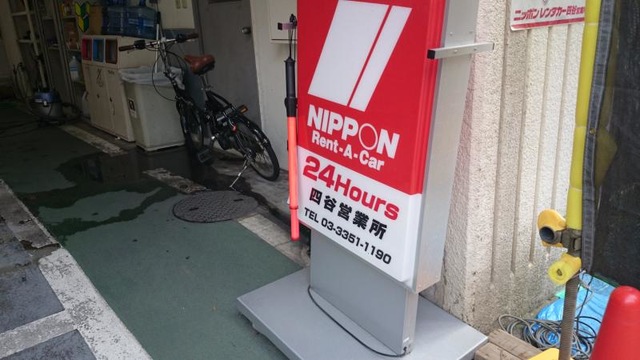 NIPPON
Rent-A-Car
24Hours
四谷営業所
TEL 03-3351-1190
ニッポンレンタカー